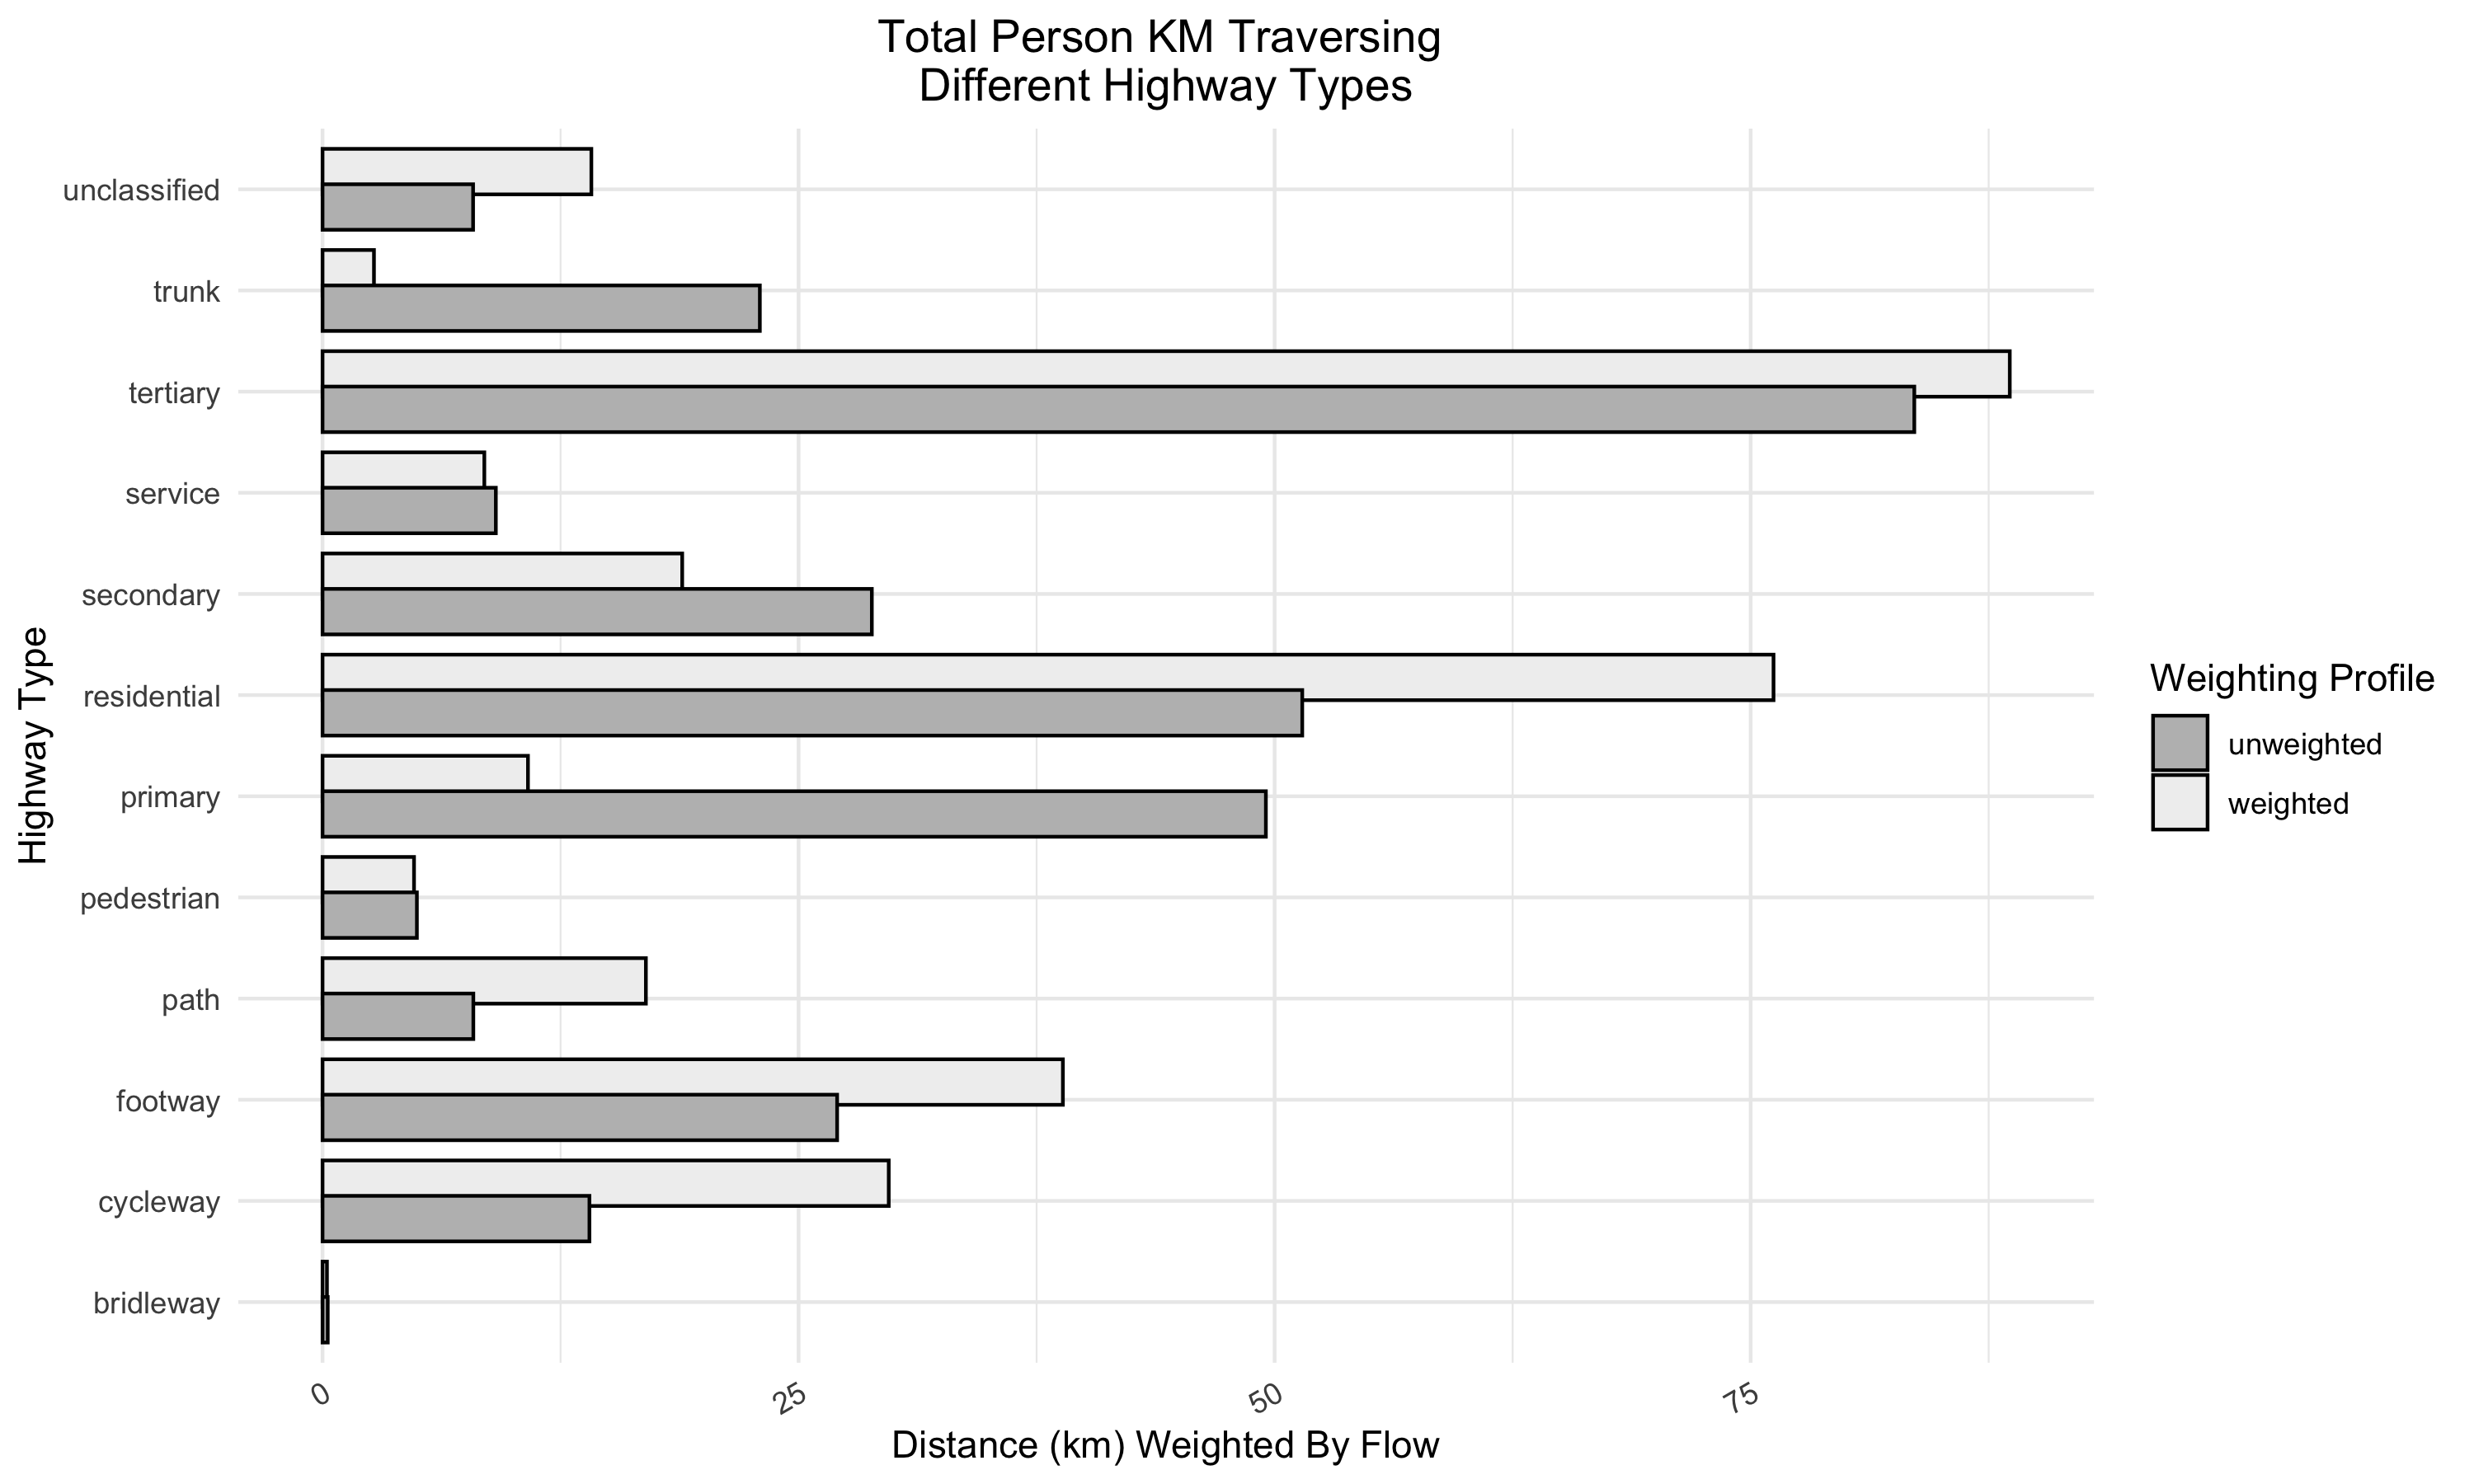 Total Person KM Traversing
Different Highway Types
Highway Type
unclassified
trunk
tertiary
service
secondary
residential
primary
pedestrian
path
footway
cycleway
bridleway
0
25
50
75
Distance (km) Weighted By Flow
Weighting Profile
unweighted
weighted